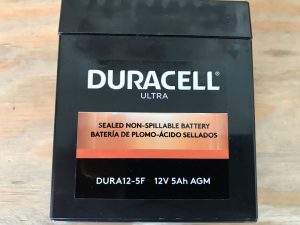 DURACELL
ULTRA
SEALED NON-SPILLABLE BATTERY
BATERÍA DE PLOMO-ÁCIDO SELLADOS
DURA12-5F 12V 5Ah AGM